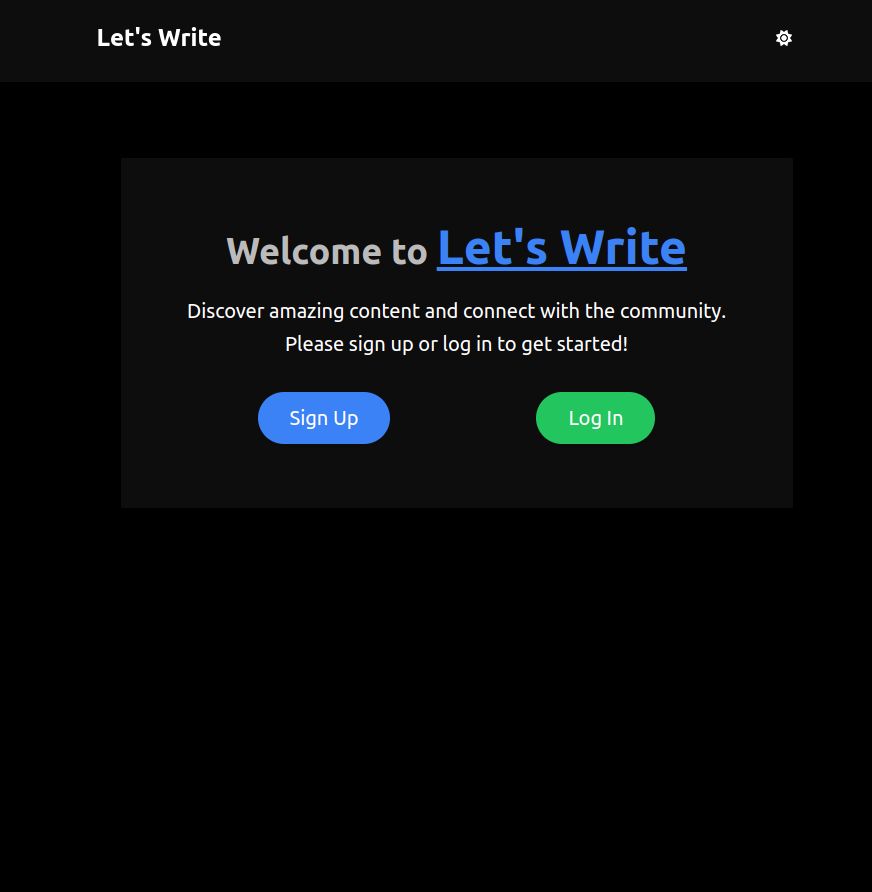 Let's Write
Welcome to Let's Write
Discover amazing content and connect with the community.
Please sign up or log in to get started!
Sign Up
Log In